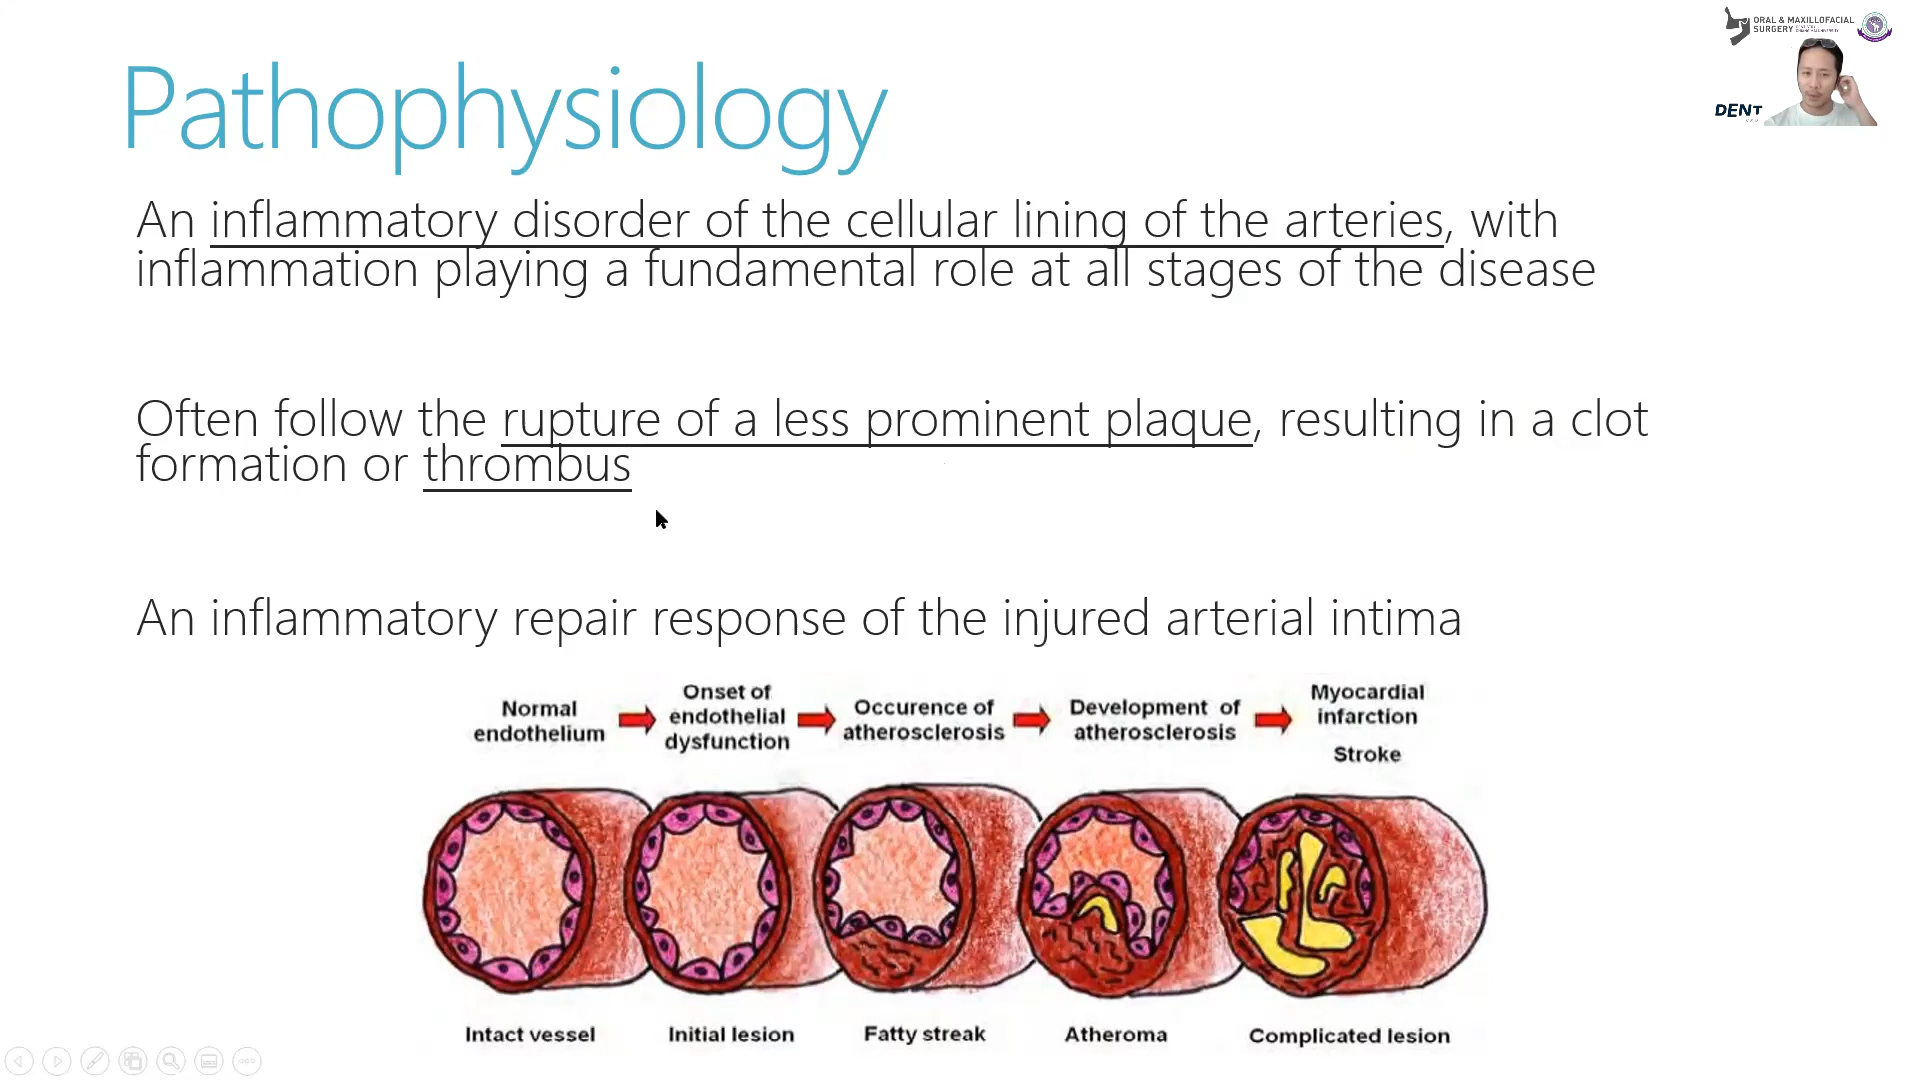 ORAL & MAXILLOFACIAL
SURGERY
DENT
Pathophysiology
An inflammatory disorder of the cellular lining of the arteries, with
inflammation playing a fundamental role at all stages of the disease
Often follow the rupture of a less prominent plaque, resulting in a clot
formation or thrombus
An inflammatory repair response of the injured arterial intima
Normal
endothelium
Onset of
endothelial
dysfunction
Occurence of
atherosclerosis
Development of
atherosclerosis
Myocardial
infarction
Stroke
Intact vessel
Initial lesion
Fatty streak
Atheroma
Complicated lesion